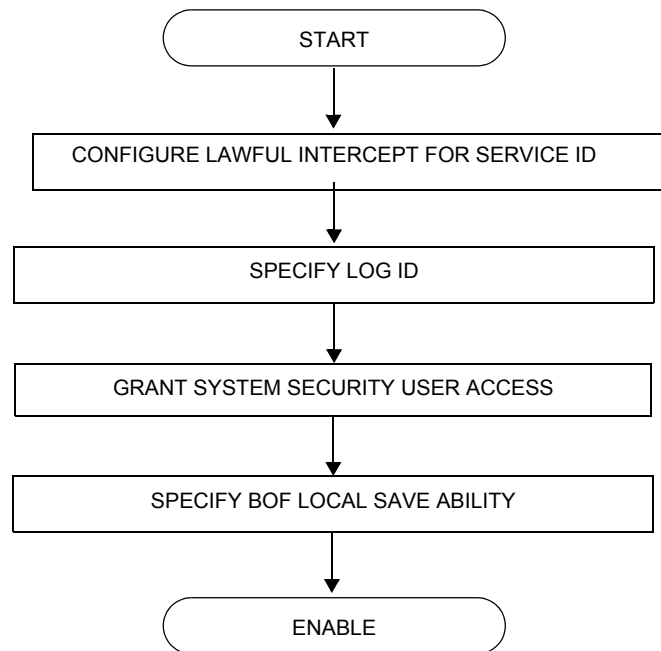 START
CONFIGURE LAWFUL INTERCEPT FOR SERVICE ID
SPECIFY LOG ID
GRANT SYSTEM SECURITY USER ACCESS
SPECIFY BOF LOCAL SAVE ABILITY
ENABLE